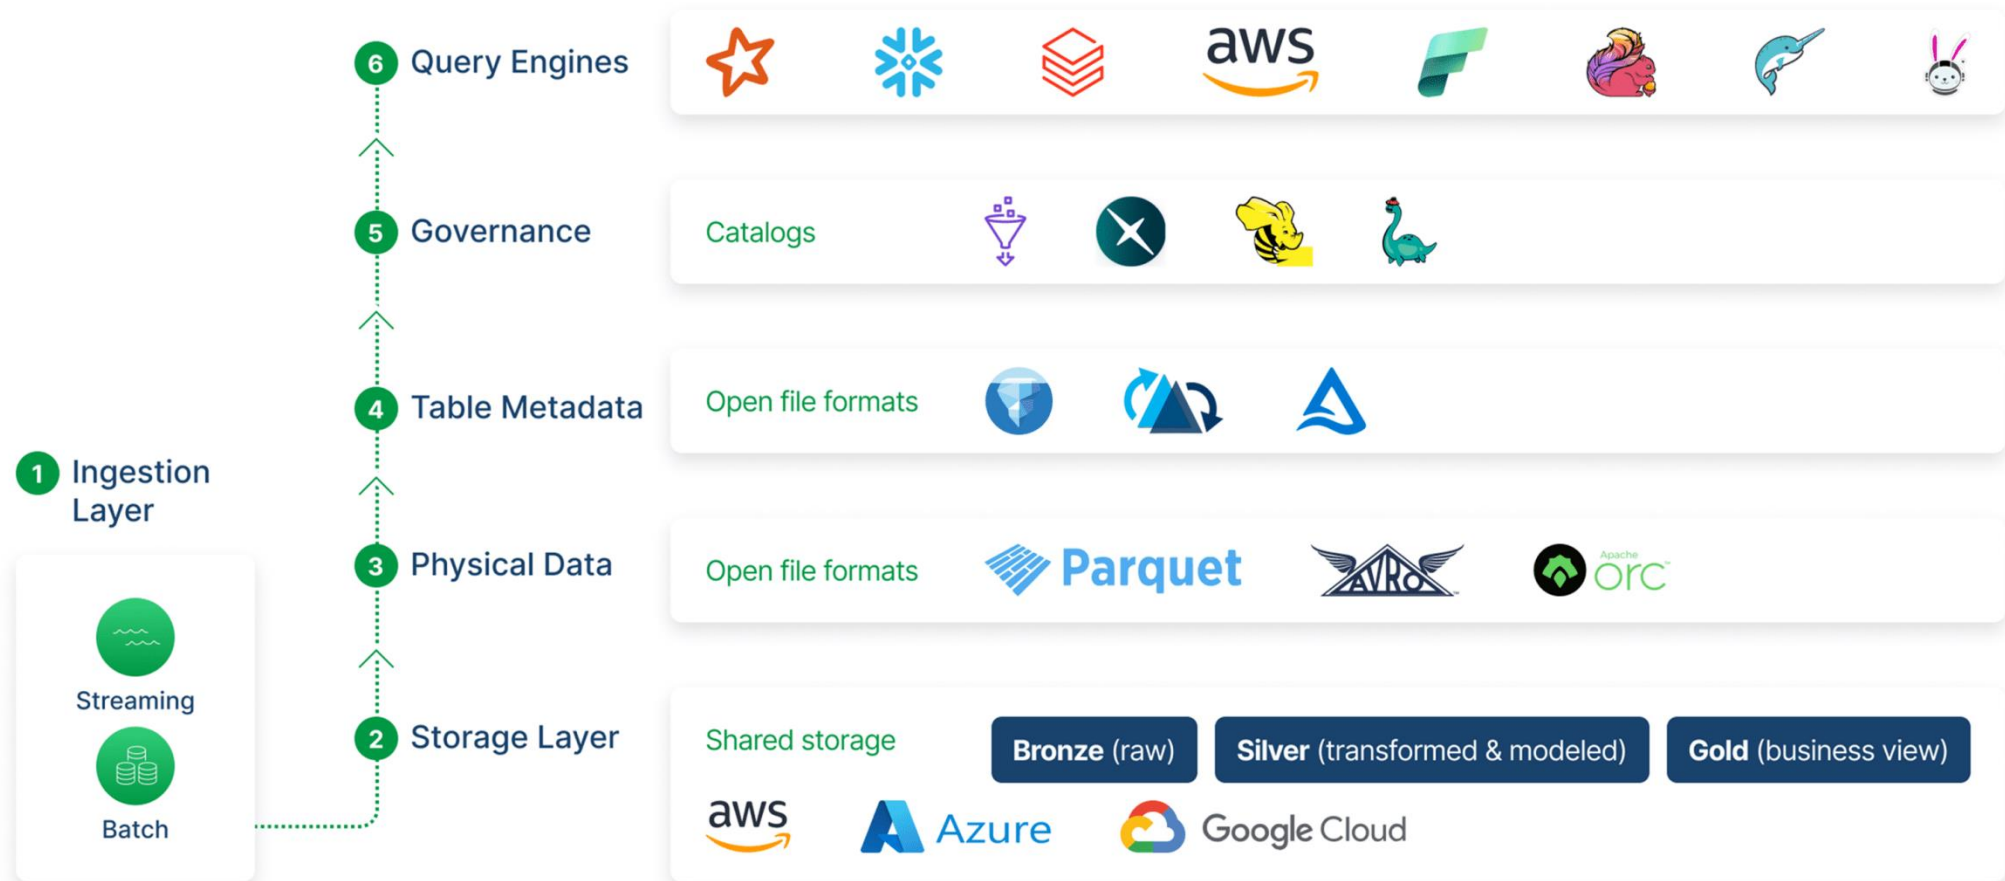 6 Query Engines
aws
5 Governance
Catalogs
4 Table Metadata
Open file formats
1 Ingestion
Layer
3 Physical Data
Open file formats
Parquet
AVRO
Apache
orc
Streaming
Batch
2 Storage Layer
Shared storage
Bronze (raw)
Silver (transformed & modeled)
Gold (business view)
aws
Azure
Google Cloud